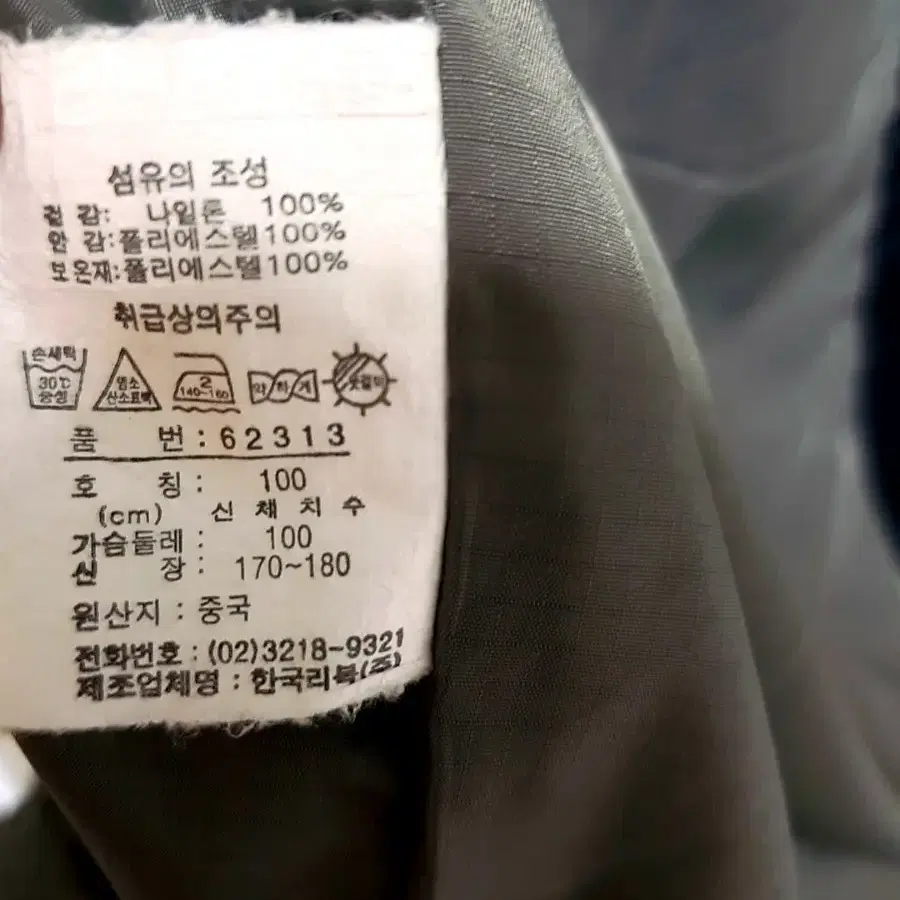 섬유의 조성
겉 감: 나일론 100%
안 감:폴리에스텔100%
보온재:폴리에스텔100%
취급상의주의
손세탁 30℃ 중성
염소 산소표백
2 140~160
약하게
옷걸이
품 번 : 62313
호 칭 : 100
(cm) 신 체 치 수
가슴둘레 : 100
신 장 : 170~180
원산지 : 중국
전화번호 : (02)3218-9321
제조업체명 : 한국리복(주)